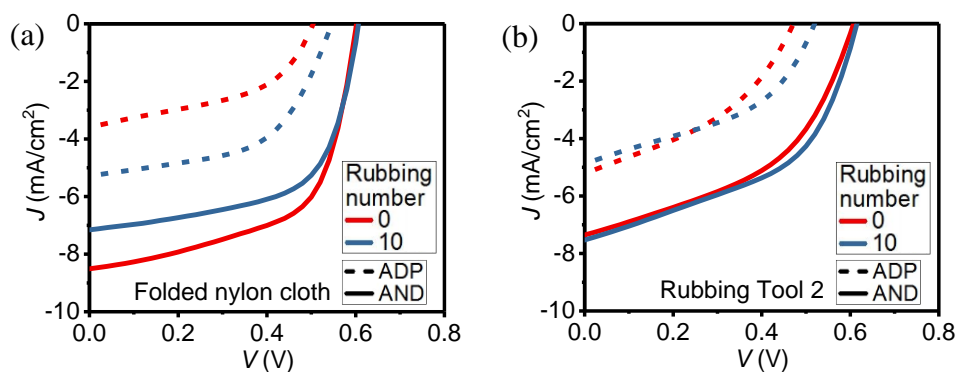 (a)
0
-2
-4
-6
-8
-10
J (mA/cm²)
0.0 0.2 0.4 0.6 0.8
V (V)
Rubbing
number
0
10
ADP
AND
Folded nylon cloth
(b)
0
-2
-4
-6
-8
-10
J (mA/cm²)
0.0 0.2 0.4 0.6 0.8
V (V)
Rubbing
number
0
10
ADP
AND
Rubbing Tool 2